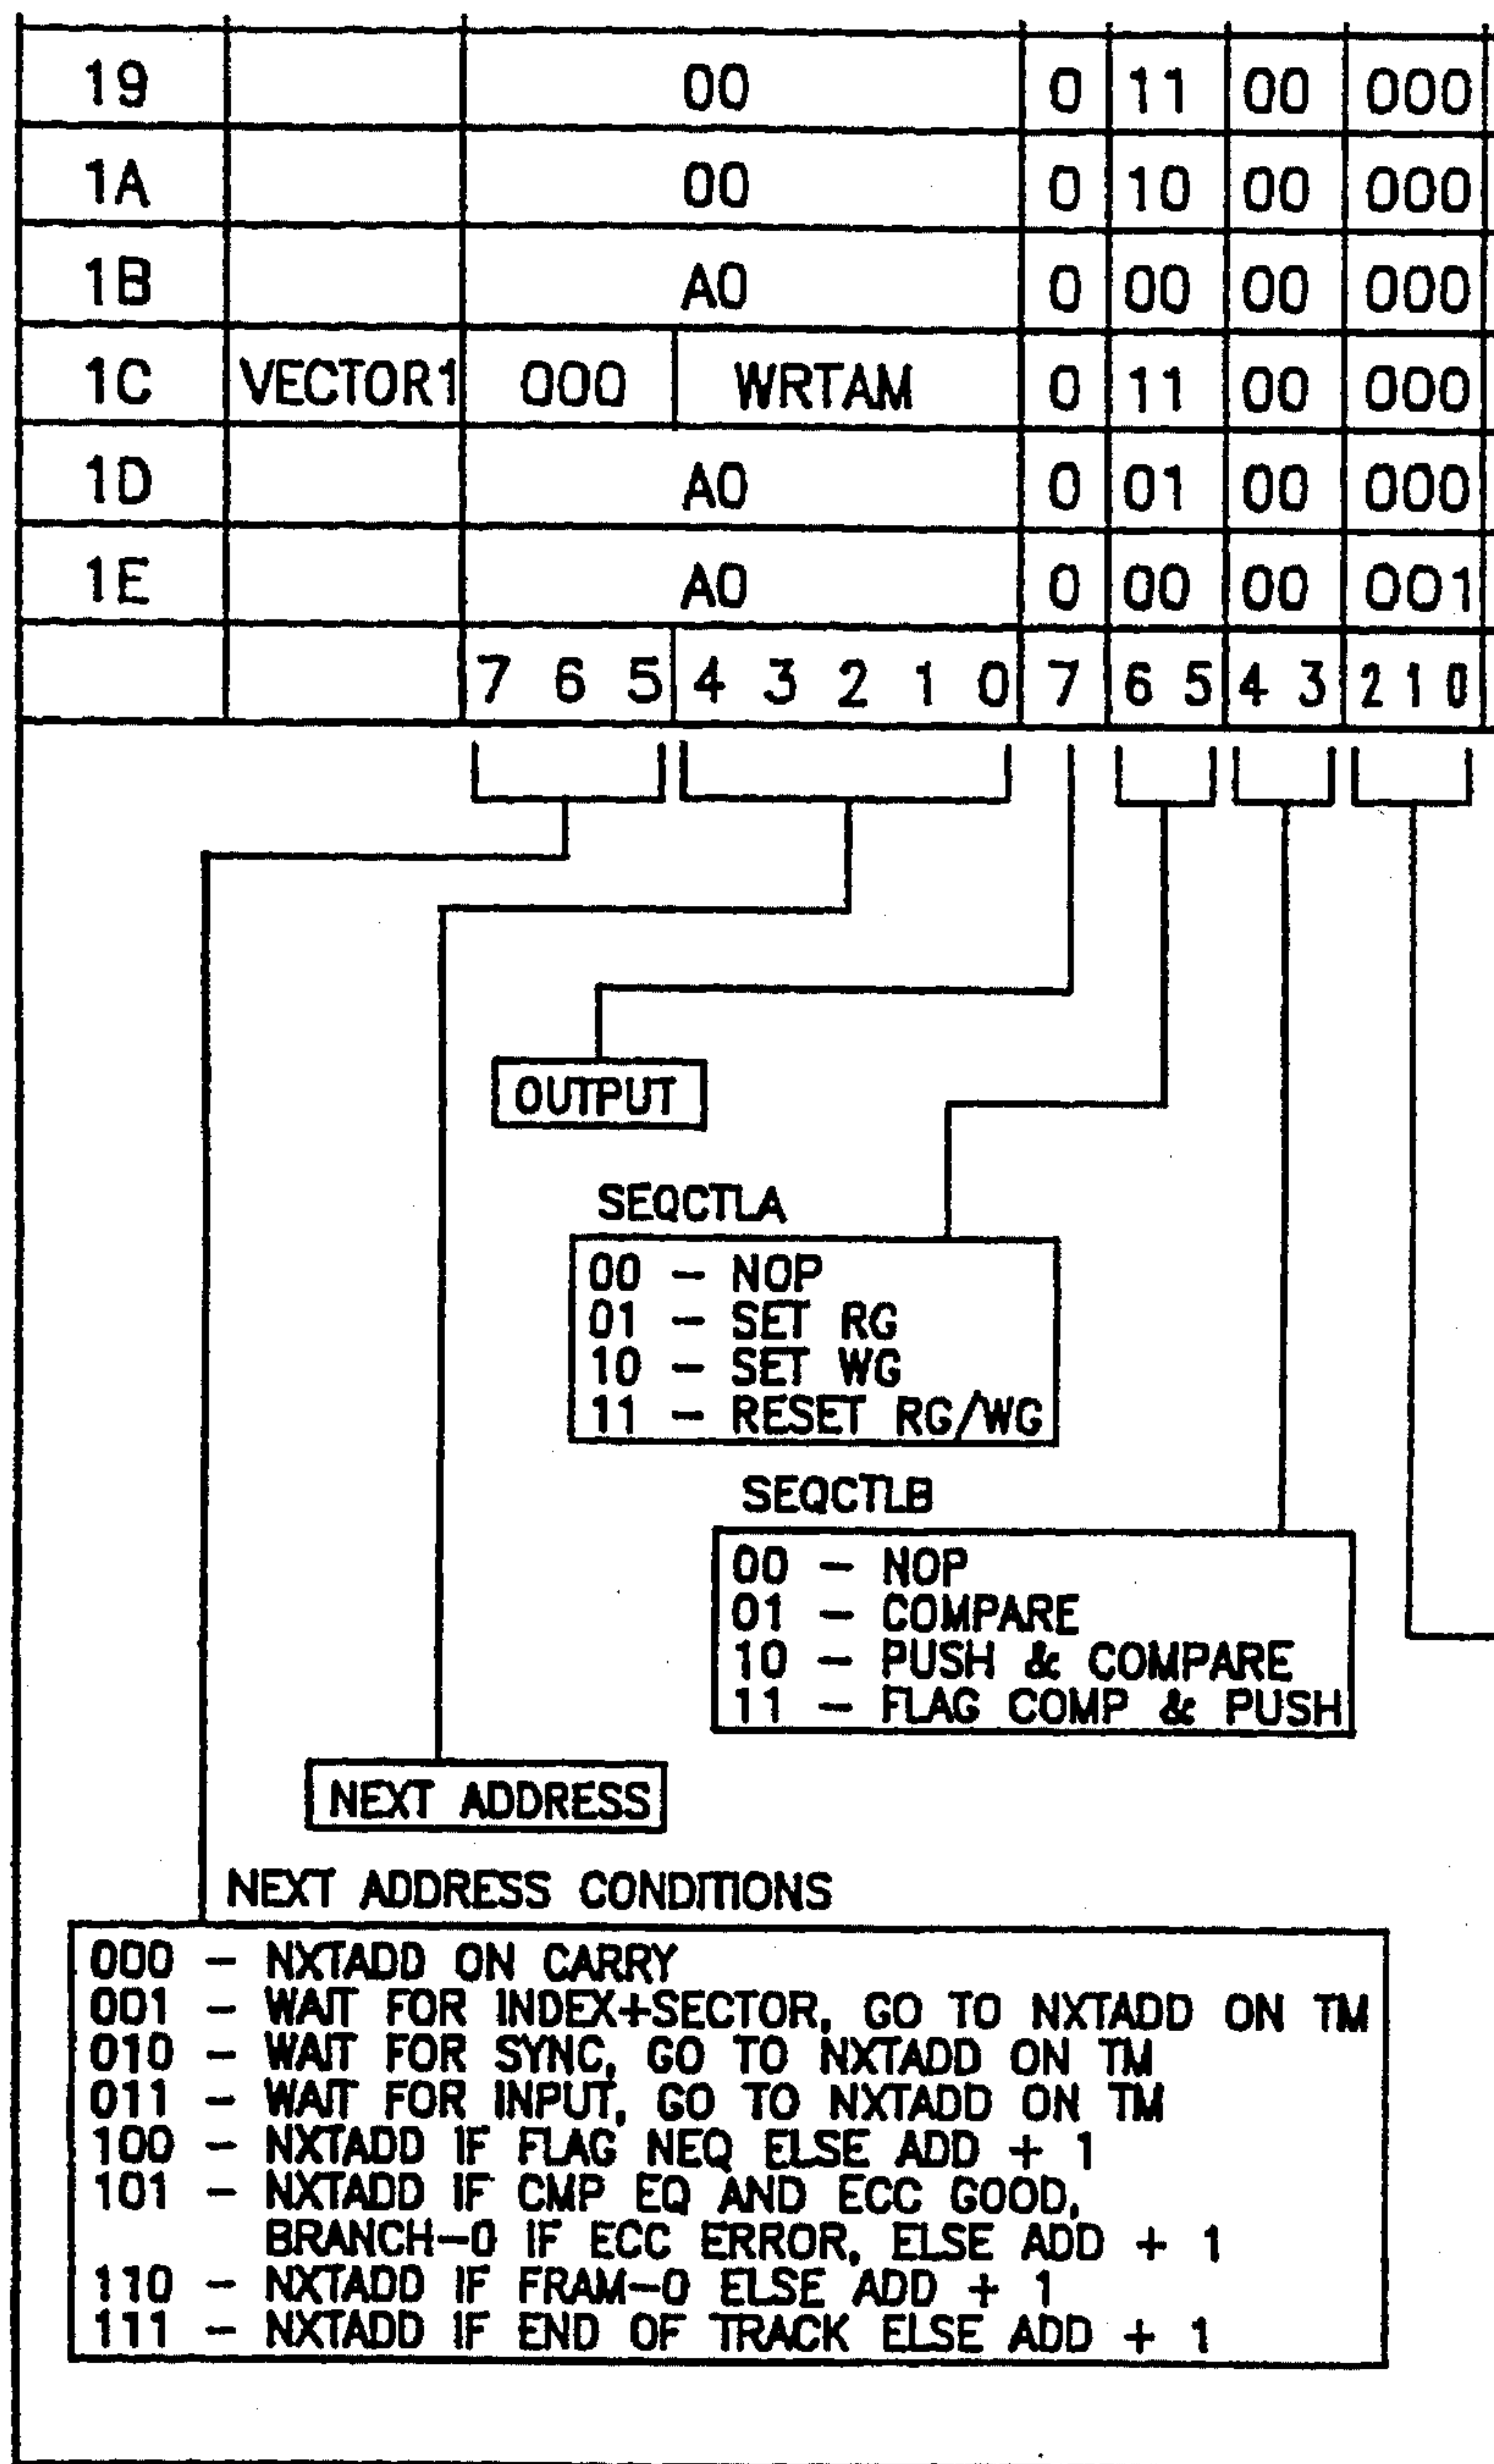 19 00 0 11 00 000
1A 00 0 10 00 000
1B A0 0 00 00 000
1C VECTOR1 000 WRTAM 0 11 00 000
1D A0 0 01 00 000
1E A0 0 00 00 001
7 6 5 4 3 2 1 0 7 6 5 4 3 2 1 0
OUTPUT
SEQCTLA
00 - NOP
01 - SET RG
10 - SET WG
11 - RESET RG/WG
SEQCTLB
00 - NOP
01 - COMPARE
10 - PUSH & COMPARE
11 - FLAG COMP & PUSH
NEXT ADDRESS
NEXT ADDRESS CONDITIONS
000 - NXTADD ON CARRY
001 - WAIT FOR INDEX+SECTOR, GO TO NXTADD ON TM
010 - WAIT FOR SYNC, GO TO NXTADD ON TM
011 - WAIT FOR INPUT, GO TO NXTADD ON TM
100 - NXTADD IF FLAG NEQ ELSE ADD + 1
101 - NXTADD IF CMP EQ AND ECC GOOD,
BRANCH-0 IF ECC ERROR, ELSE ADD + 1
110 - NXTADD IF FRAM-0 ELSE ADD + 1
111 - NXTADD IF END OF TRACK ELSE ADD + 1